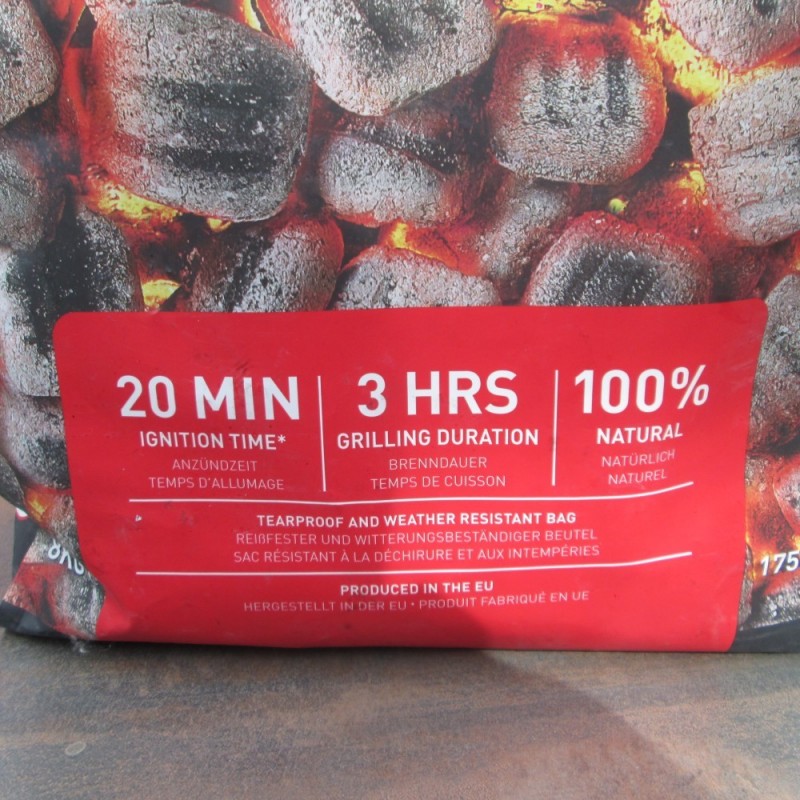 20 MIN
IGNITION TIME*
ANZÜNDZEIT
TEMPS D'ALLUMAGE
3 HRS
GRILLING DURATION
BRENNDAUER
TEMPS DE CUISSON
100%
NATURAL
NATÜRLICH
NATUREL
TEARPROOF AND WEATHER RESISTANT BAG
REIẞFESTER UND WITTERUNGSBESTÄNDIGER BEUTEL
SAC RÉSISTANT À LA DÉCHIRURE ET AUX INTEMPÉRIES
PRODUCED IN THE EU
HERGESTELLT IN DER EU • PRODUIT FABRIQUÉ EN UE
8KG
175